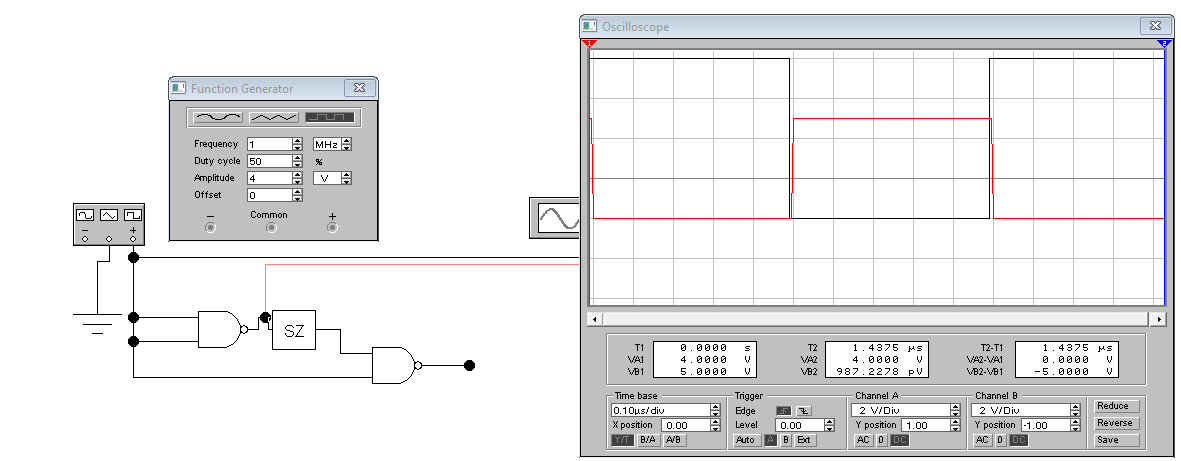 Oscilloscope
1
2
Function Generator
Frequency 1 MHz
Duty cycle 50 %
Amplitude 4 V
Offset 0
Common
− +
− +
SZ
T1 0.0000 s
VA1 4.0000 V
VB1 5.0000 V
T2 1.4375 µs
VA2 4.0000 V
VB2 987.2278 pV
T2-T1 1.4375 µs
VA2-VA1 0.0000 V
VB2-VB1 -5.0000 V
Time base
0.10µs/div
X position 0.00
Y/T B/A A/B
Trigger
Edge
Level 0.00
Auto A B Ext
Channel A
2 V/Div
Y position 1.00
AC 0 DC
Channel B
2 V/Div
Y position -1.00
AC 0 DC
Reduce
Reverse
Save